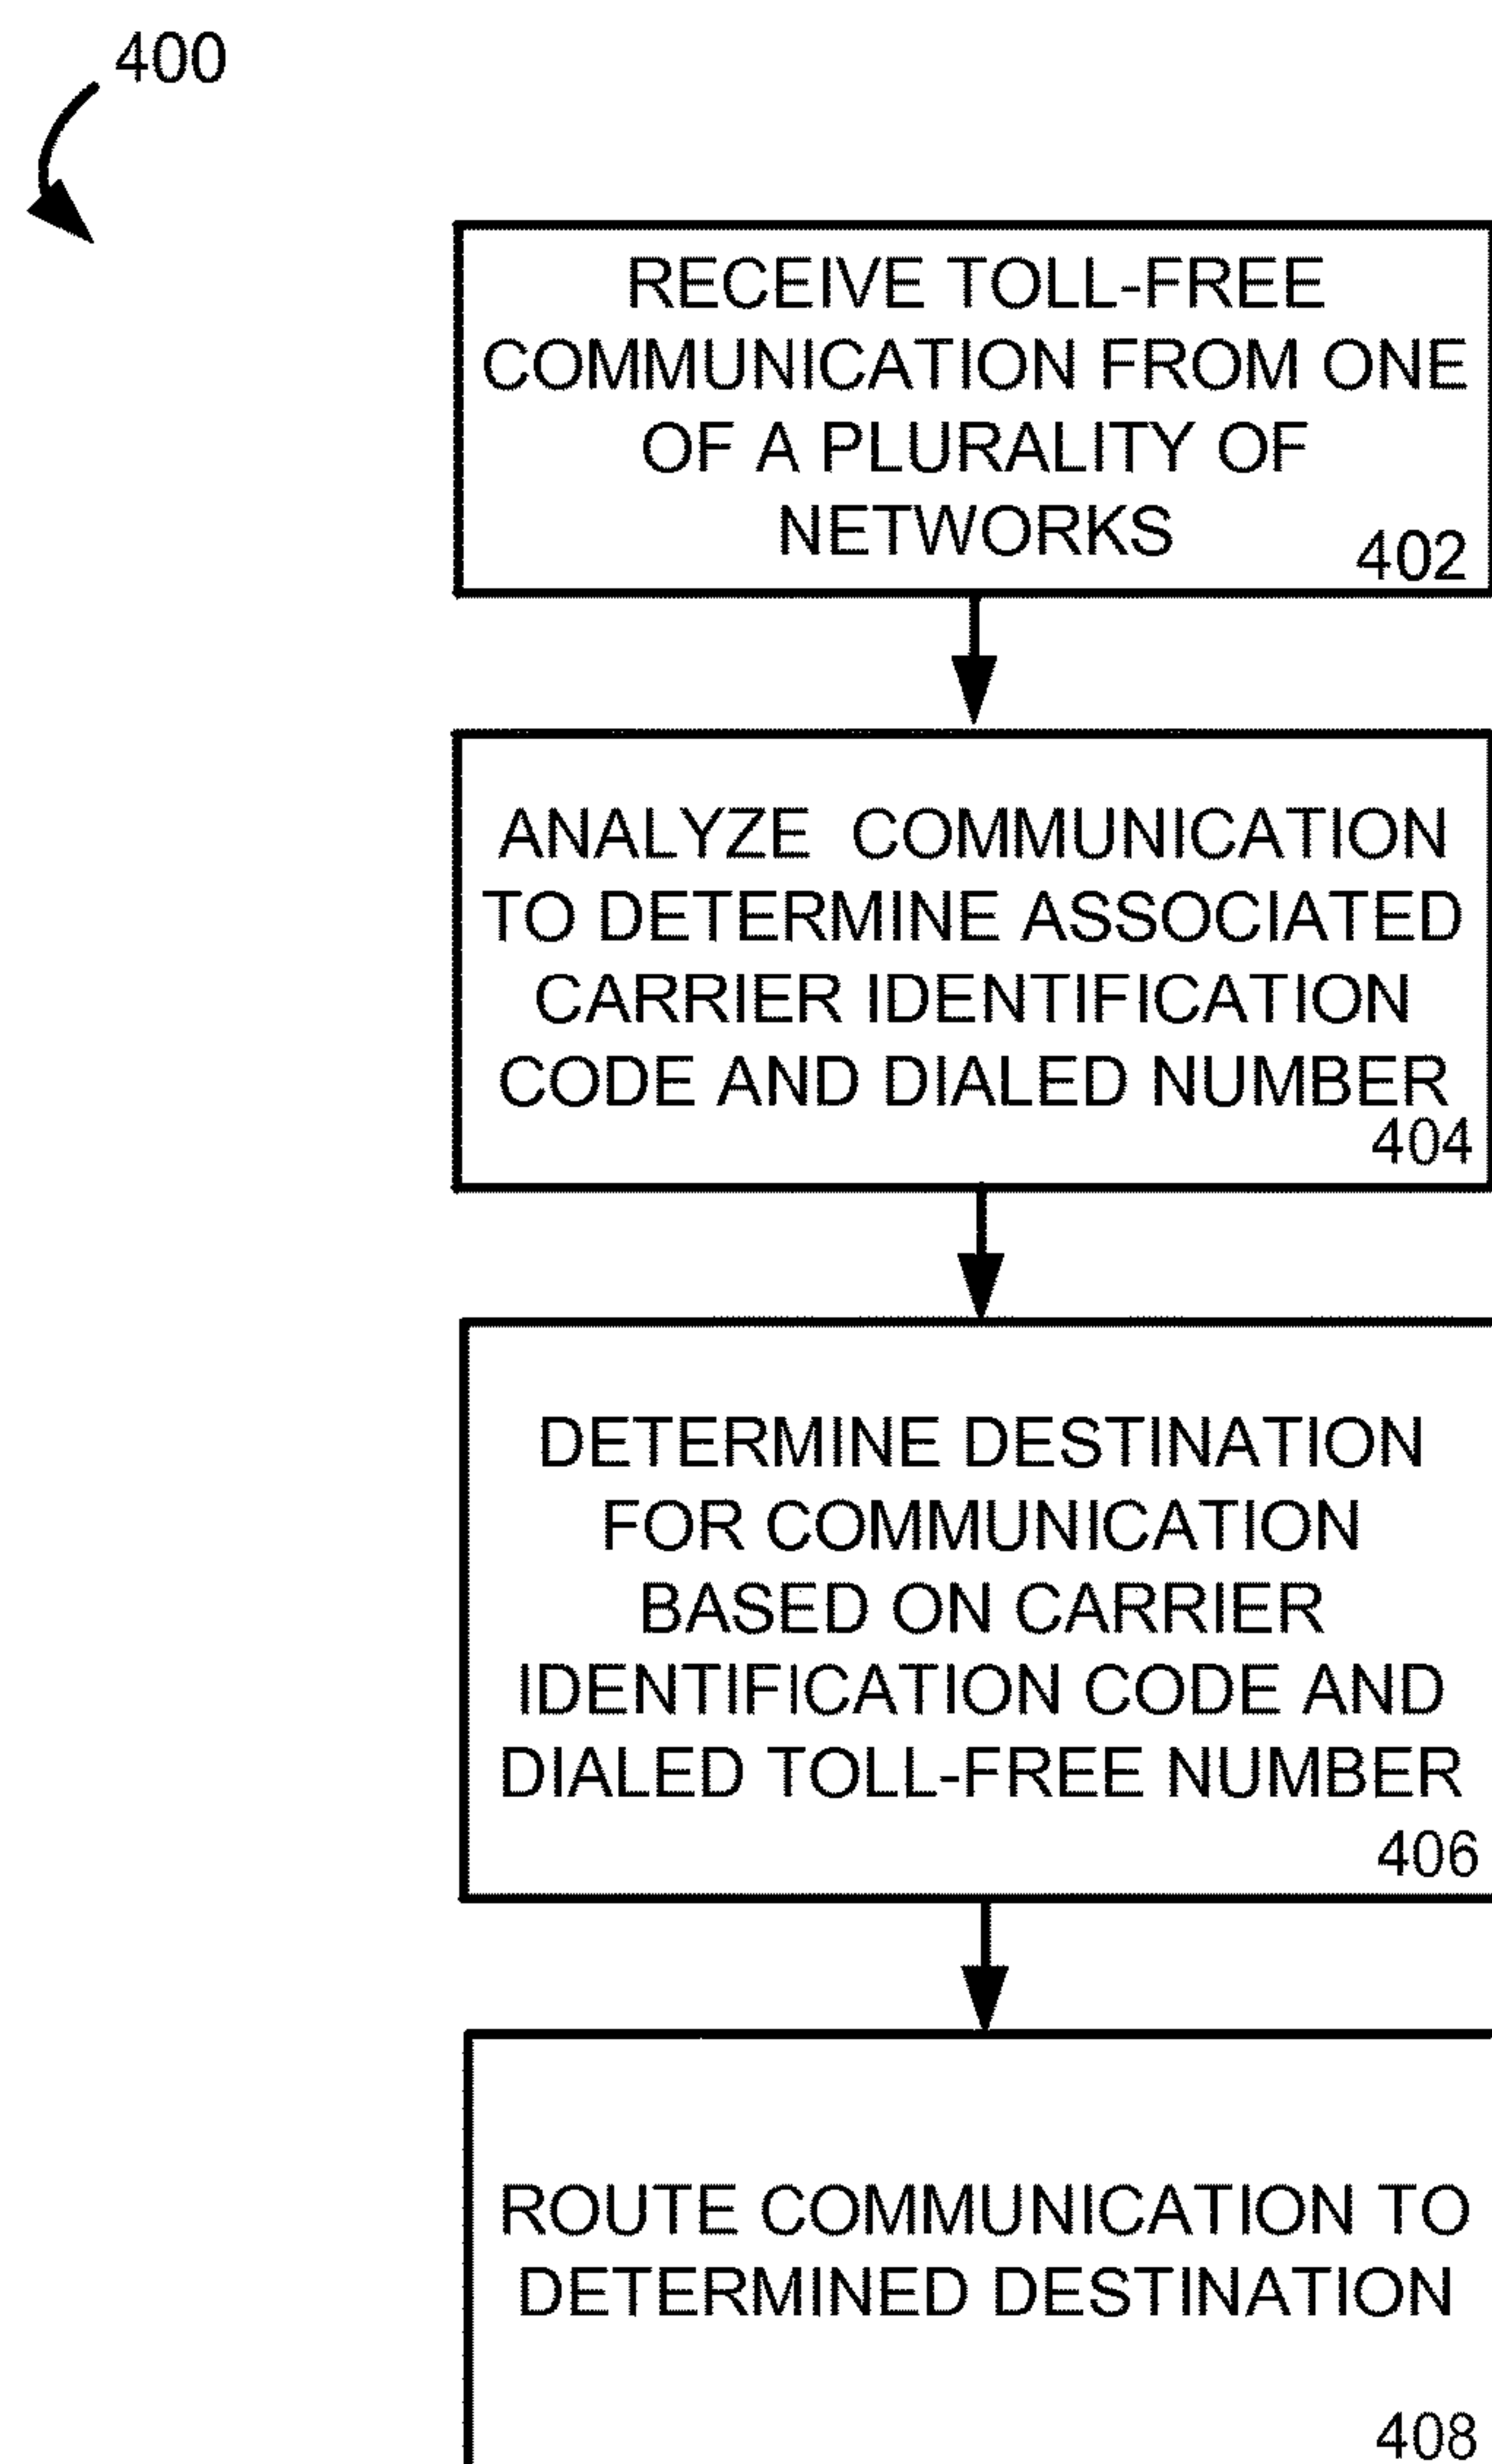 400
RECEIVE TOLL-FREE
COMMUNICATION FROM ONE
OF A PLURALITY OF
NETWORKS
402
ANALYZE COMMUNICATION
TO DETERMINE ASSOCIATED
CARRIER IDENTIFICATION
CODE AND DIALED NUMBER
404
DETERMINE DESTINATION
FOR COMMUNICATION
BASED ON CARRIER
IDENTIFICATION CODE AND
DIALED TOLL-FREE NUMBER
406
ROUTE COMMUNICATION TO
DETERMINED DESTINATION
408